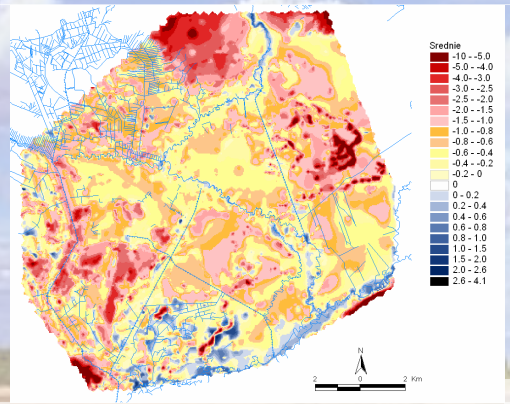 Srednie
-10 - -5.0
-5.0 - -4.0
-4.0 - -3.0
-3.0 - -2.5
-2.5 - -2.0
-2.0 - -1.5
-1.5 - -1.0
-1.0 - -0.8
-0.8 - -0.6
-0.6 - -0.4
-0.4 - -0.2
-0.2 - 0
0
0 - 0.2
0.2 - 0.4
0.4 - 0.6
0.6 - 0.8
0.8 - 1.0
1.0 - 1.5
1.5 - 2.0
2.0 - 2.6
2.6 - 4.1
N
2 0 2 Km